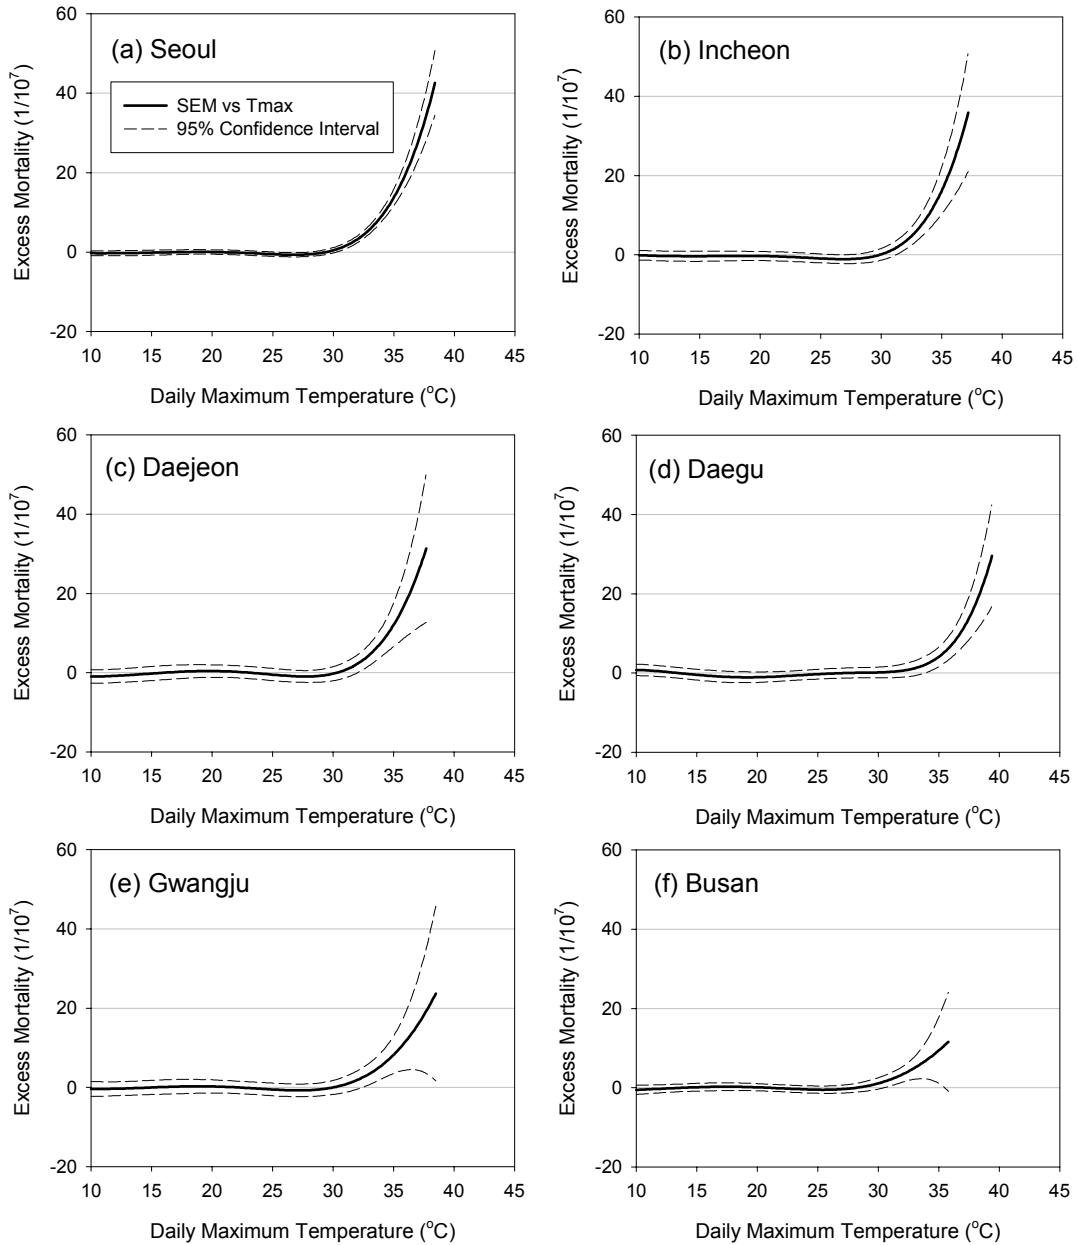 (a) Seoul
SEM vs Tmax
95% Confidence Interval
Excess Mortality (1/10⁷)
60
40
20
0
-20
10 15 20 25 30 35 40 45
Daily Maximum Temperature (°C)
(b) Incheon
Excess Mortality (1/10⁷)
60
40
20
0
-20
10 15 20 25 30 35 40 45
Daily Maximum Temperature (°C)
(c) Daejeon
Excess Mortality (1/10⁷)
60
40
20
0
-20
10 15 20 25 30 35 40 45
Daily Maximum Temperature (°C)
(d) Daegu
Excess Mortality (1/10⁷)
60
40
20
0
-20
10 15 20 25 30 35 40 45
Daily Maximum Temperature (°C)
(e) Gwangju
Excess Mortality (1/10⁷)
60
40
20
0
-20
10 15 20 25 30 35 40 45
Daily Maximum Temperature (°C)
(f) Busan
Excess Mortality (1/10⁷)
60
40
20
0
-20
10 15 20 25 30 35 40 45
Daily Maximum Temperature (°C)